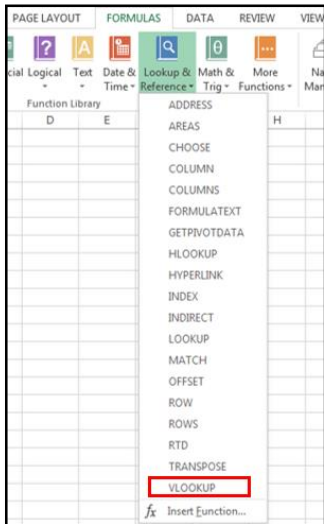 PAGE LAYOUT FORMULAS DATA REVIEW VIEW
cial Logical Text Date & Lookup & Math & More Na
Time Reference Trig Functions Man
Function Library
D E H
ADDRESS
AREAS
CHOOSE
COLUMN
COLUMNS
FORMULATEXT
GETPIVOTDATA
HLOOKUP
HYPERLINK
INDEX
INDIRECT
LOOKUP
MATCH
OFFSET
ROW
ROWS
RTD
TRANSPOSE
VLOOKUP
fx Insert Function...